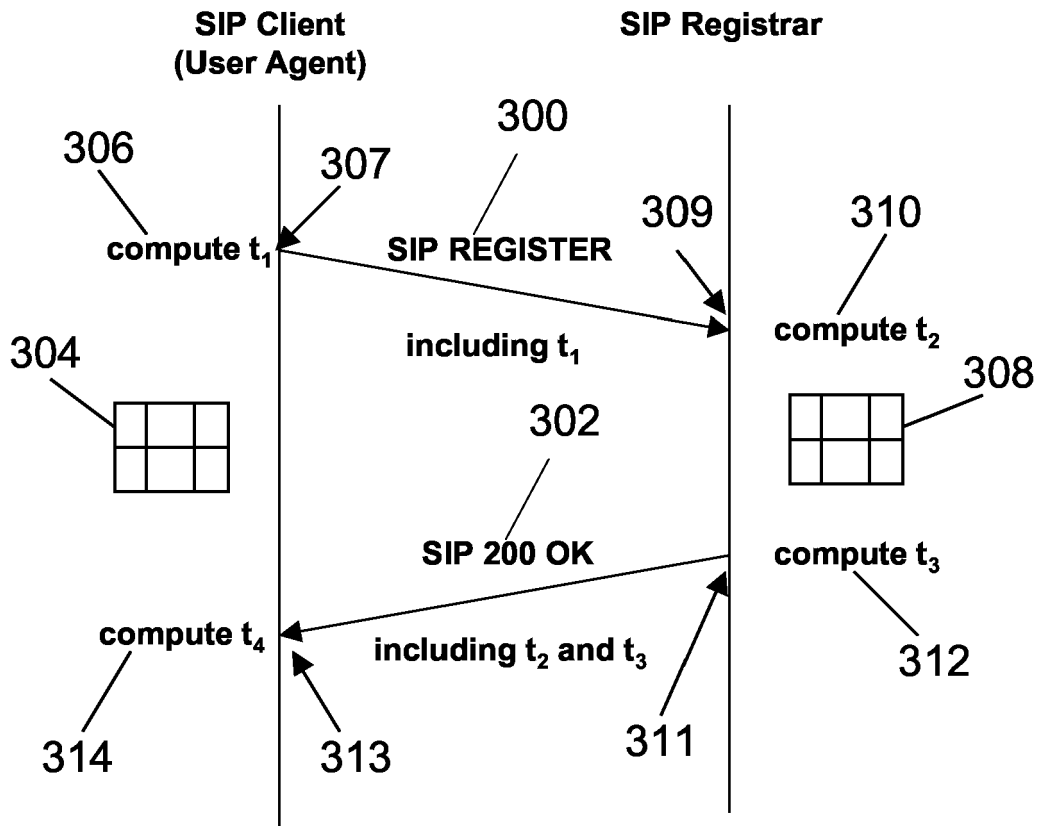 SIP Client
(User Agent)
SIP Registrar
300
306
307
309
310
compute t₁
SIP REGISTER
compute t₂
including t₁
304
308
302
SIP 200 OK
compute t₃
compute t₄
including t₂ and t₃
312
314
313
311